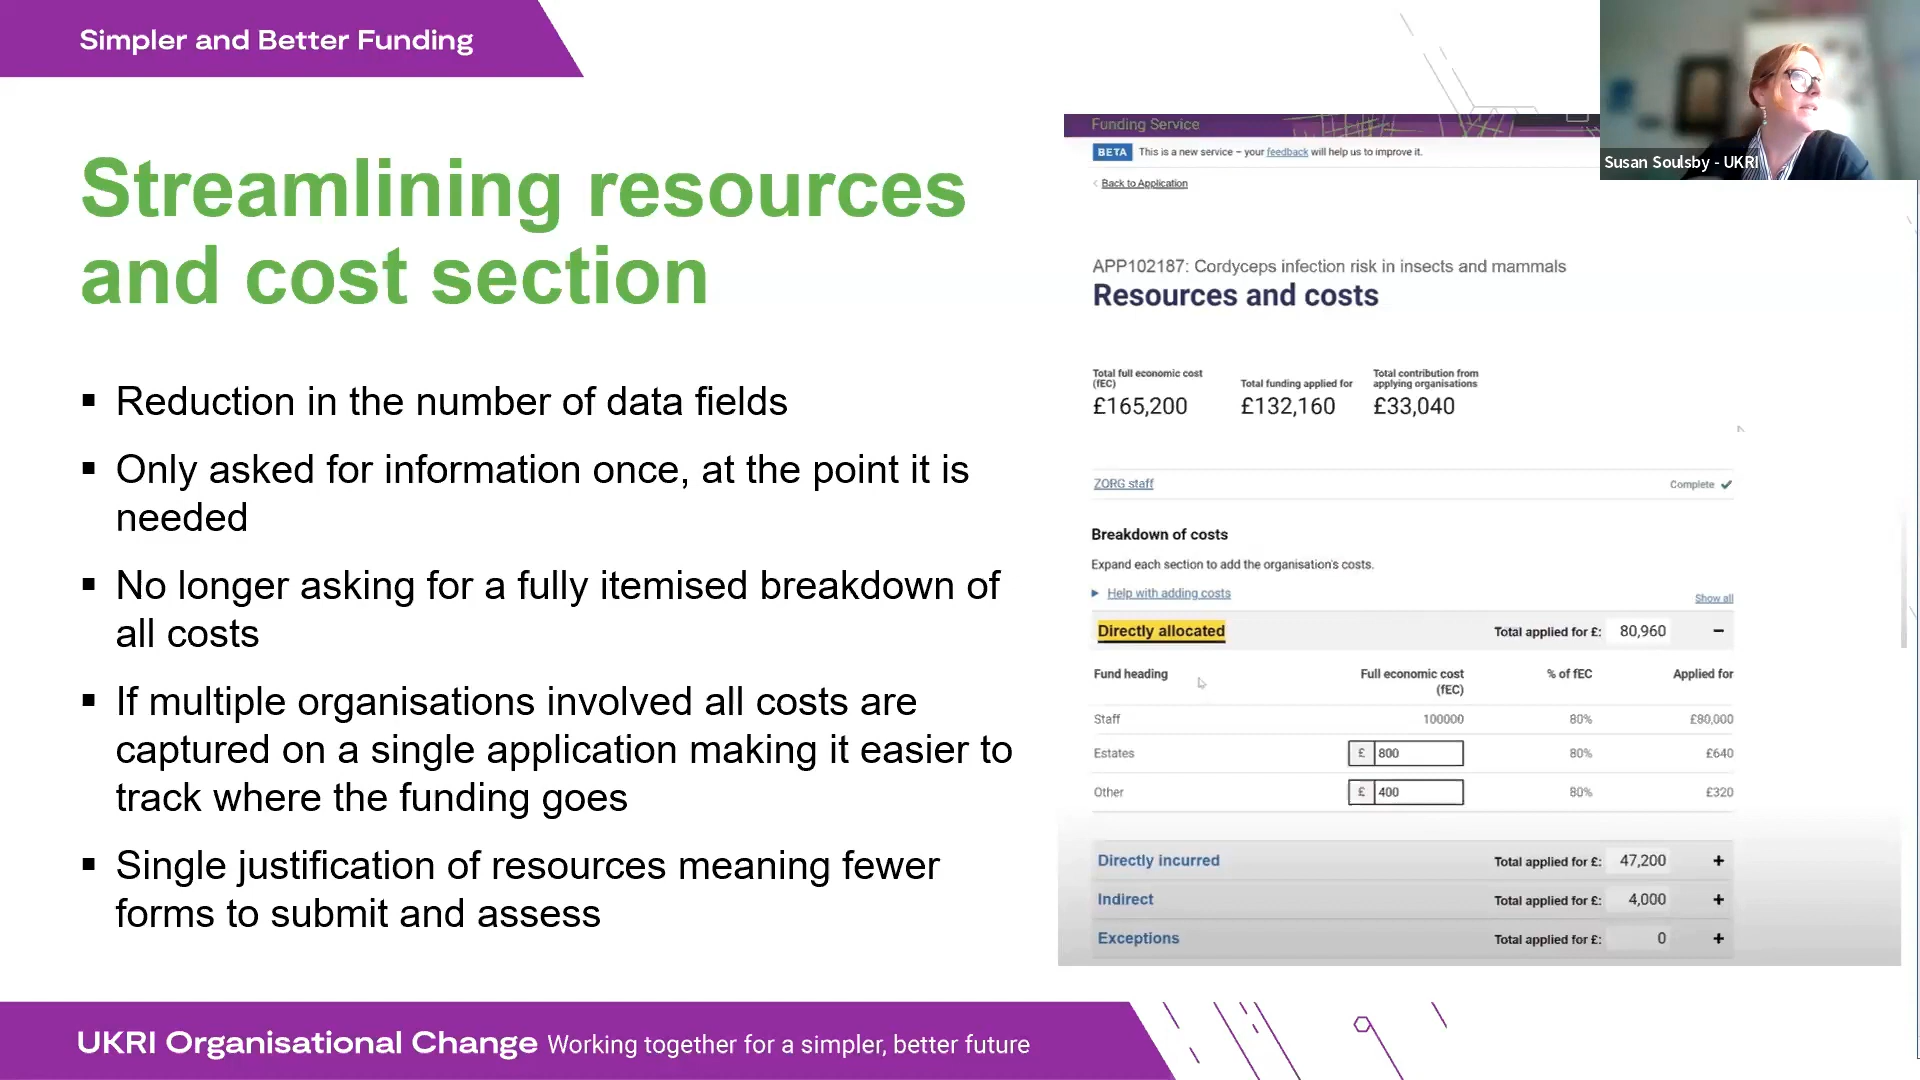 Simpler and Better Funding
Susan Soulsby - UKRI
Streamlining resources
and cost section
▪ Reduction in the number of data fields
▪ Only asked for information once, at the point it is
needed
▪ No longer asking for a fully itemised breakdown of
all costs
▪ If multiple organisations involved all costs are
captured on a single application making it easier to
track where the funding goes
▪ Single justification of resources meaning fewer
forms to submit and assess
Funding Service
BETA This is a new service – your feedback will help us to improve it.
Back to Application
APP102187: Cordyceps infection risk in insects and mammals
Resources and costs
Total full economic cost
(fEC)
£165,200
Total funding applied for
£132,160
Total contribution from
applying organisations
£33,040
ZORG staff Complete ✔
Breakdown of costs
Expand each section to add the organisation's costs.
Help with adding costs
Show all
Directly allocated Total applied for £: 80,960 −
Fund heading Full economic cost
(fEC) % of fEC Applied for
Staff 100000 80% £80,000
Estates £ 800 80% £640
Other £ 400 80% £320
Directly incurred Total applied for £: 47,200 +
Indirect Total applied for £: 4,000 +
Exceptions Total applied for £: 0 +
UKRI Organisational Change Working together for a simpler, better future